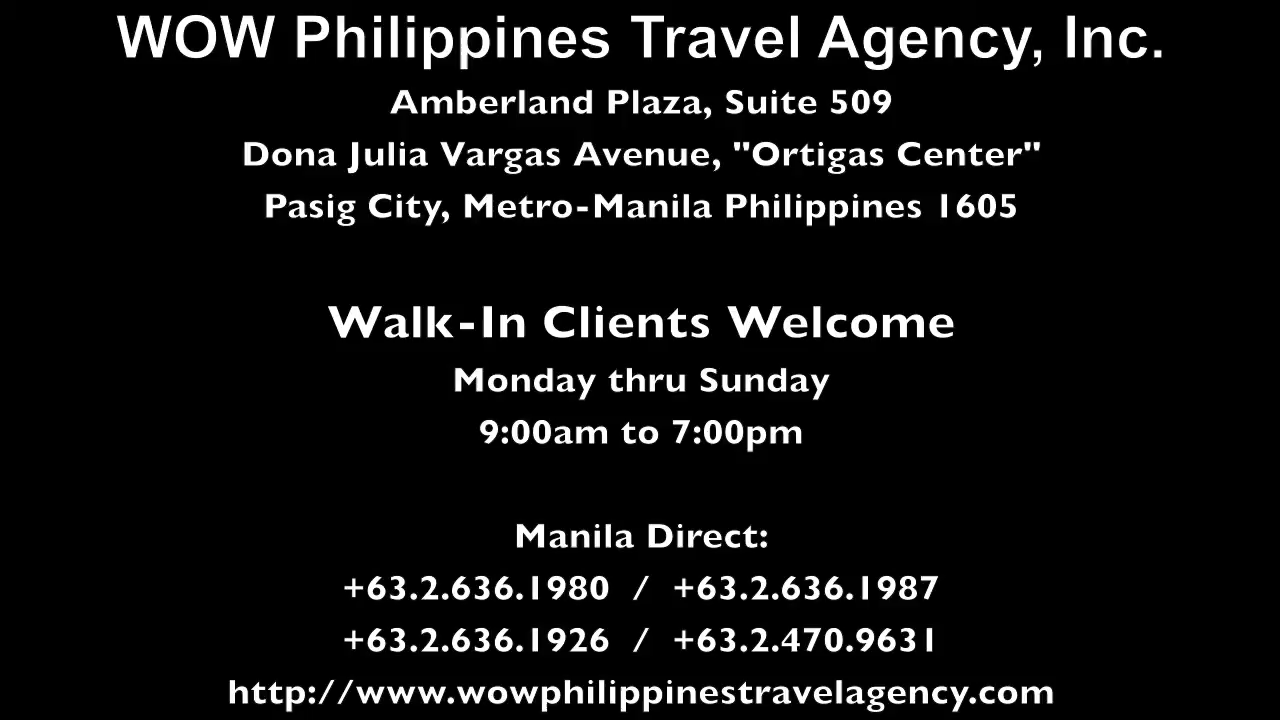 WOW Philippines Travel Agency, Inc.
Amberland Plaza, Suite 509
Dona Julia Vargas Avenue, "Ortigas Center"
Pasig City, Metro-Manila Philippines 1605
Walk-In Clients Welcome
Monday thru Sunday
9:00am to 7:00pm
Manila Direct:
+63.2.636.1980 / +63.2.636.1987
+63.2.636.1926 / +63.2.470.9631
http://www.wowphilippinestravelagency.com